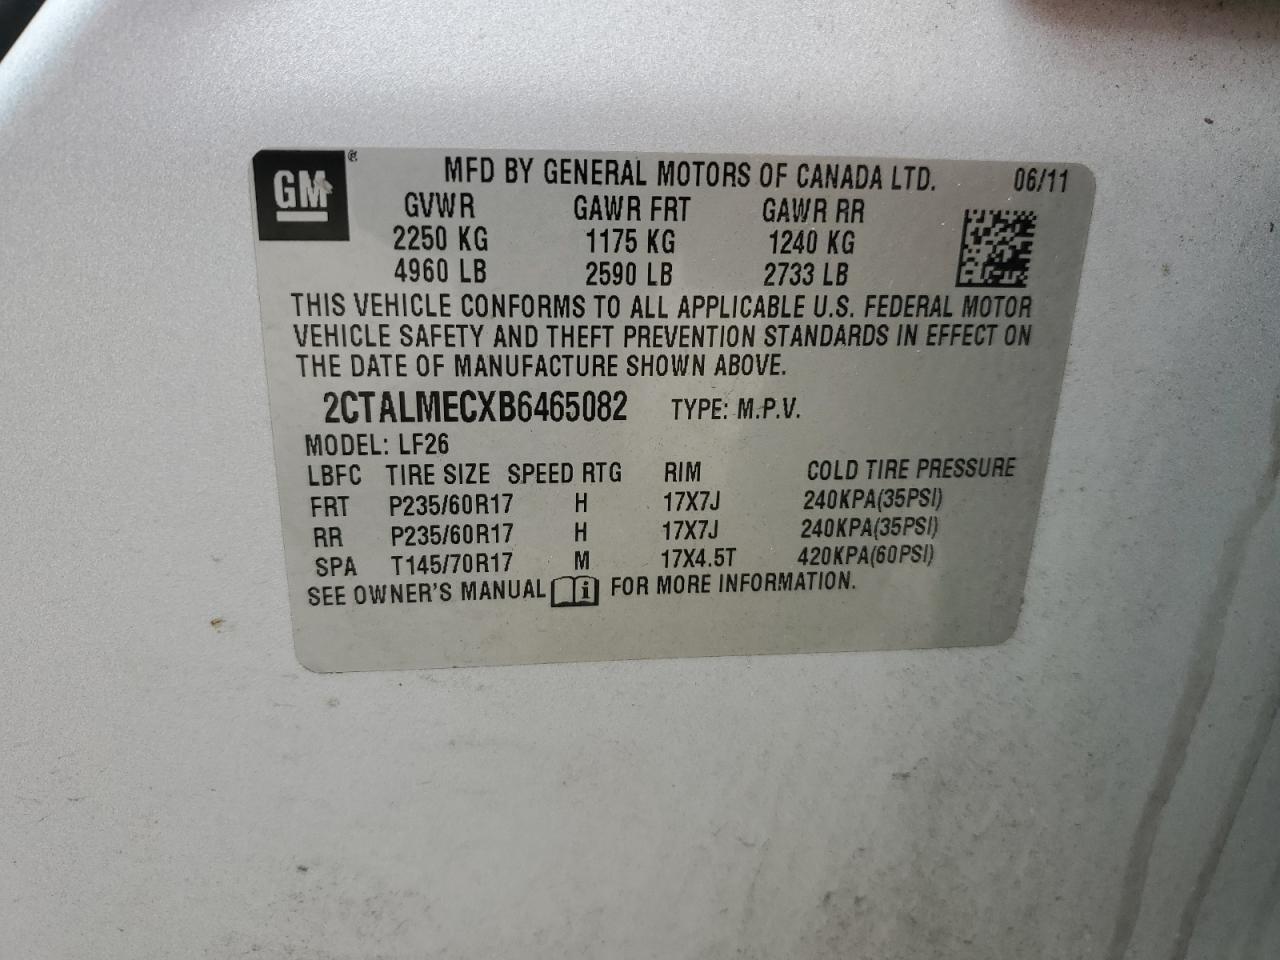 GM® MFD BY GENERAL MOTORS OF CANADA LTD. 06/11
GVWR GAWR FRT GAWR RR
2250 KG 1175 KG 1240 KG
4960 LB 2590 LB 2733 LB
THIS VEHICLE CONFORMS TO ALL APPLICABLE U.S. FEDERAL MOTOR
VEHICLE SAFETY AND THEFT PREVENTION STANDARDS IN EFFECT ON
THE DATE OF MANUFACTURE SHOWN ABOVE.
2CTALMECXB6465082 TYPE: M.P.V.
MODEL: LF26
LBFC TIRE SIZE SPEED RTG RIM COLD TIRE PRESSURE
FRT P235/60R17 H 17X7J 240KPA(35PSI)
RR P235/60R17 H 17X7J 240KPA(35PSI)
SPA T145/70R17 M 17X4.5T 420KPA(60PSI)
SEE OWNER'S MANUAL i FOR MORE INFORMATION.